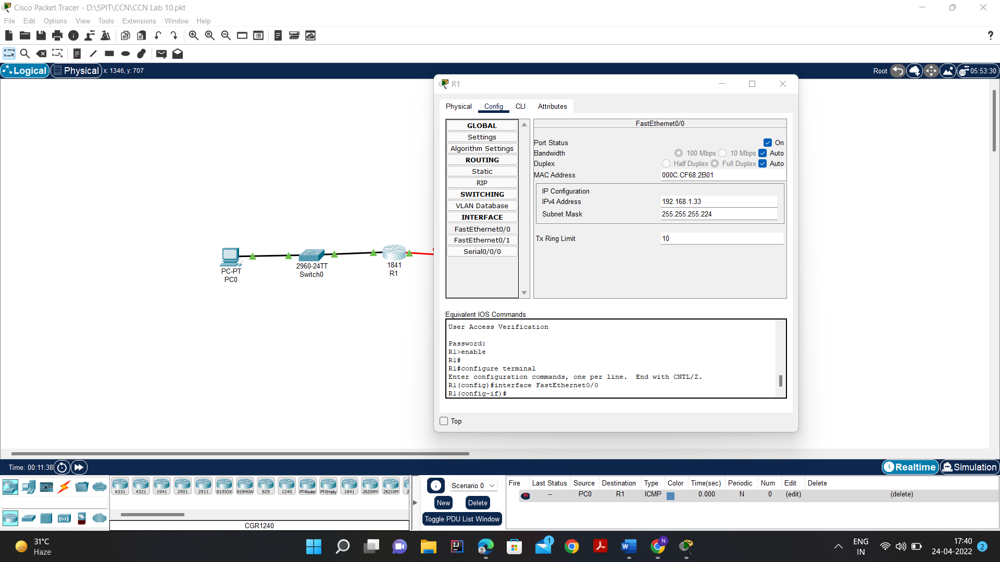 Cisco Packet Tracer - D:\SPIT\CCN\CCN Lab 10.pkt
File Edit Options View Tools Extensions Window Help
?
Logical Physical x: 1346, y: 707
Root 05:53:30
R1
Physical Config CLI Attributes
GLOBAL
Settings
Algorithm Settings
ROUTING
Static
RIP
SWITCHING
VLAN Database
INTERFACE
FastEthernet0/0
FastEthernet0/1
Serial0/0/0
FastEthernet0/0
Port Status On
Bandwidth 100 Mbps 10 Mbps Auto
Duplex Half Duplex Full Duplex Auto
MAC Address 000C.CF68.2B01
IP Configuration
IPv4 Address 192.168.1.33
Subnet Mask 255.255.255.224
Tx Ring Limit 10
PC-PT
PC0
2960-24TT
Switch0
1841
R1
Equivalent IOS Commands
User Access Verification
Password:
R1>enable
R1#
R1#configure terminal
Enter configuration commands, one per line.  End with CNTL/Z.
R1(config)#interface FastEthernet0/0
R1(config-if)#
Top
Time: 00:11:38
Realtime Simulation
4331 4321 1941 2901 2911 819IOX 819HGW 829 1240 PT-Router PT-Empty 1841 2620XM 2621XM 2
CGR1240
Scenario 0
New Delete
Toggle PDU List Window
Fire Last Status Source Destination Type Color Time(sec) Periodic Num Edit Delete
-- PC0 R1 ICMP 0.000 N 0 (edit) (delete)
31°C
Haze
IJ
1
W
N
ENG
IN
17:40
24-04-2022
2